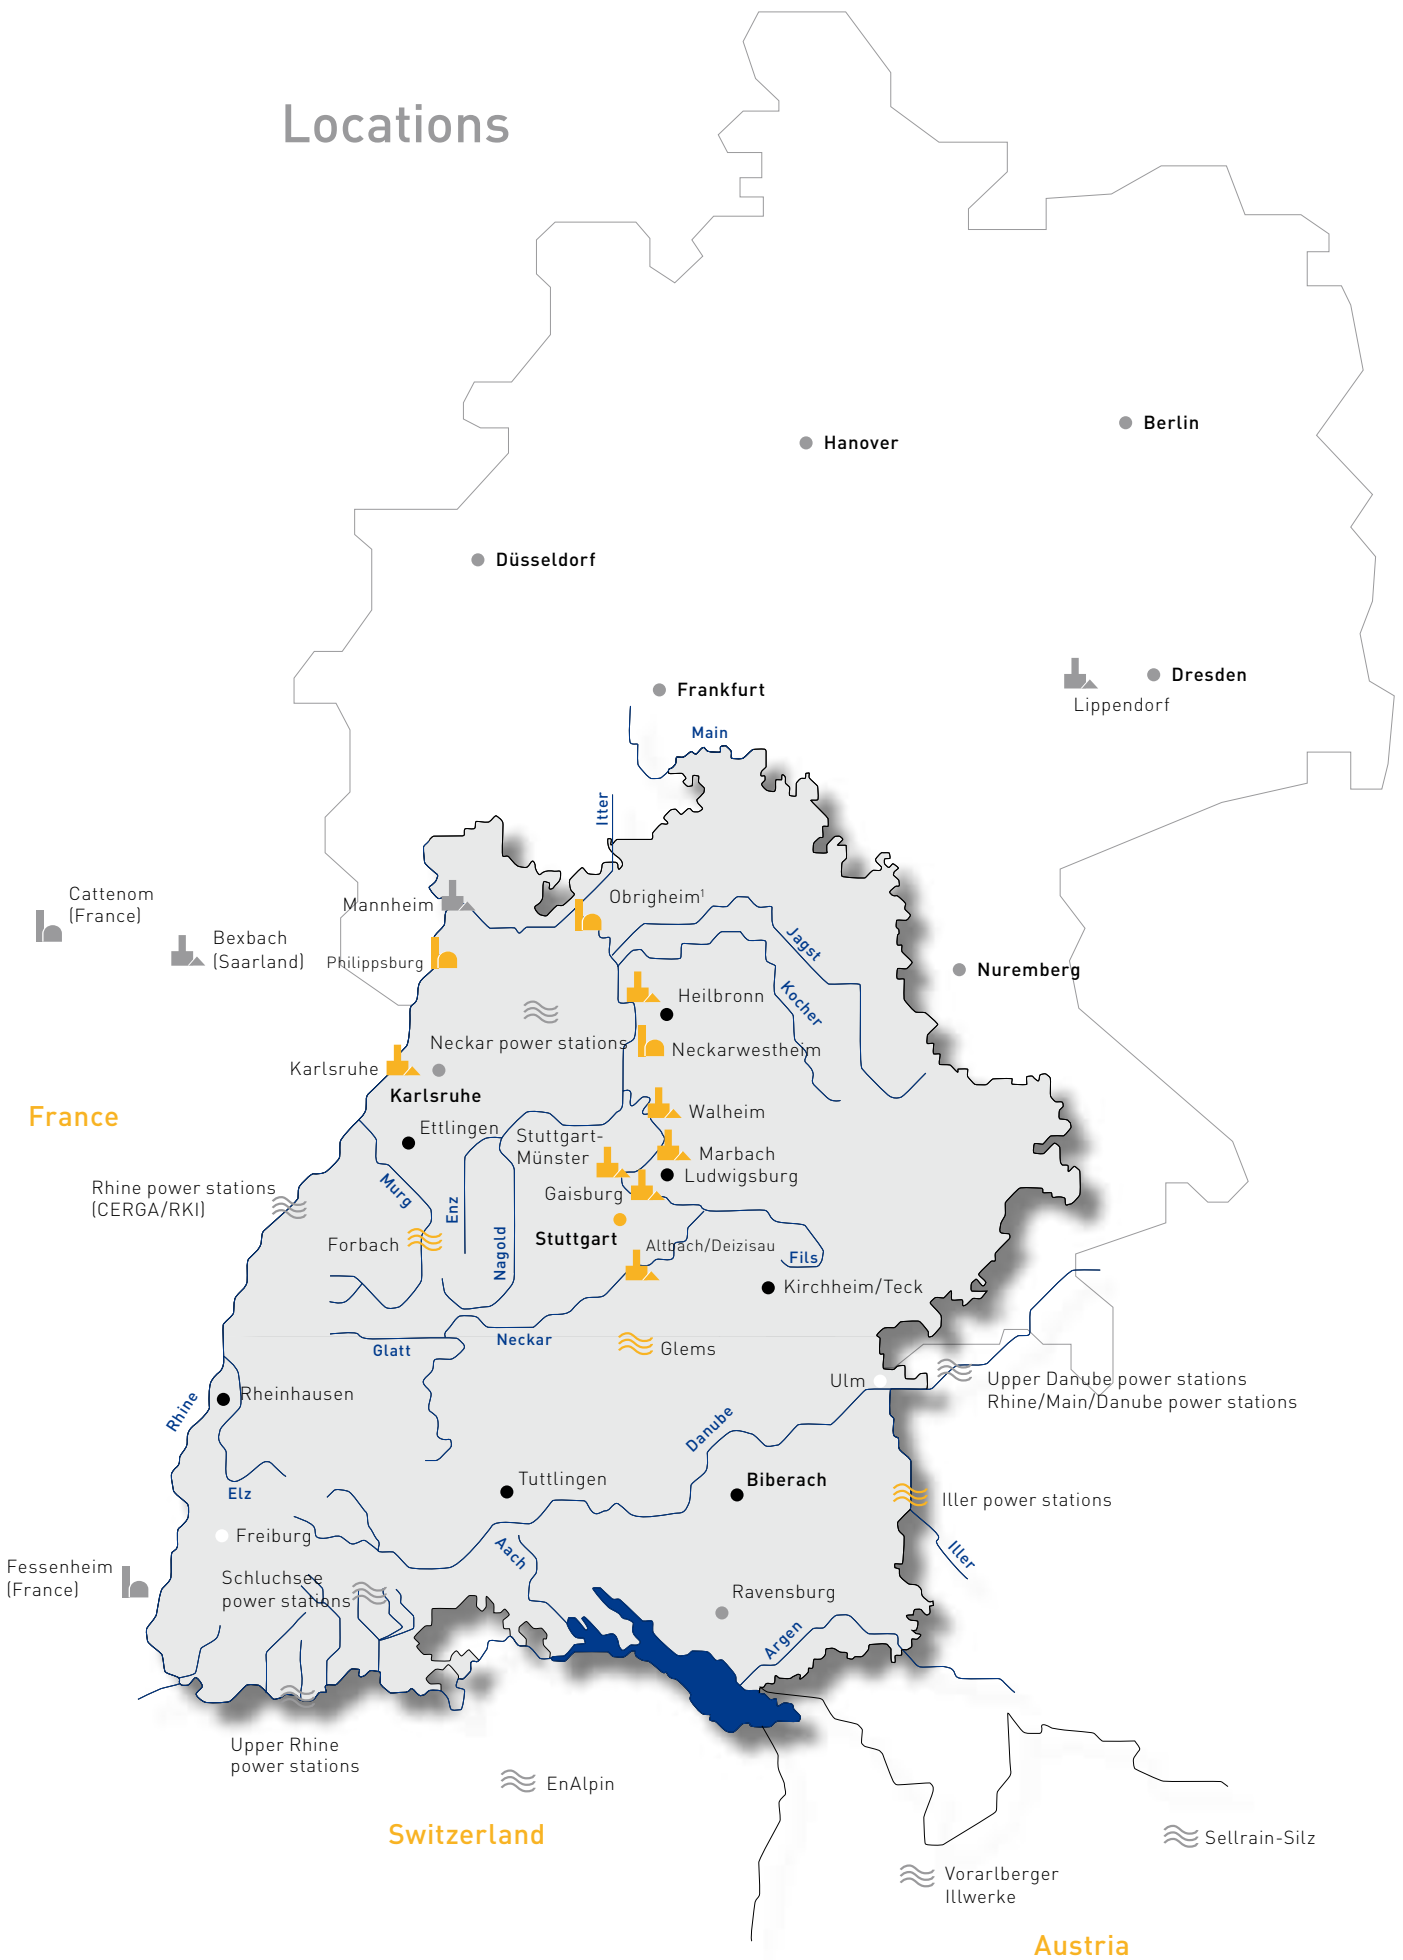 Locations
Berlin
Hanover
Düsseldorf
Dresden
Frankfurt
Lippendorf
Main
Itter
Cattenom
(France)
Mannheim
Obrigheim¹
Bexbach
(Saarland)
Philippsburg
Jagst
Nuremberg
Kocher
Heilbronn
Neckar power stations
Neckarwestheim
Karlsruhe
Karlsruhe
France
Walheim
Ettlingen
Stuttgart-
Münster
Marbach
Ludwigsburg
Rhine power stations
(CERGA/RKI)
Murg
Enz
Gaisburg
Forbach
Nagold
Stuttgart
Altbach/Deizisau
Fils
Kirchheim/Teck
Neckar
Glatt
Glems
Ulm
Upper Danube power stations
Rhine/Main/Danube power stations
Rheinhausen
Rhine
Danube
Tuttlingen
Biberach
Elz
Iller power stations
Freiburg
Aach
Iller
Fessenheim
(France)
Schluchsee
power stations
Ravensburg
Argen
Upper Rhine
power stations
EnAlpin
Switzerland
Sellrain-Silz
Vorarlberger
Illwerke
Austria